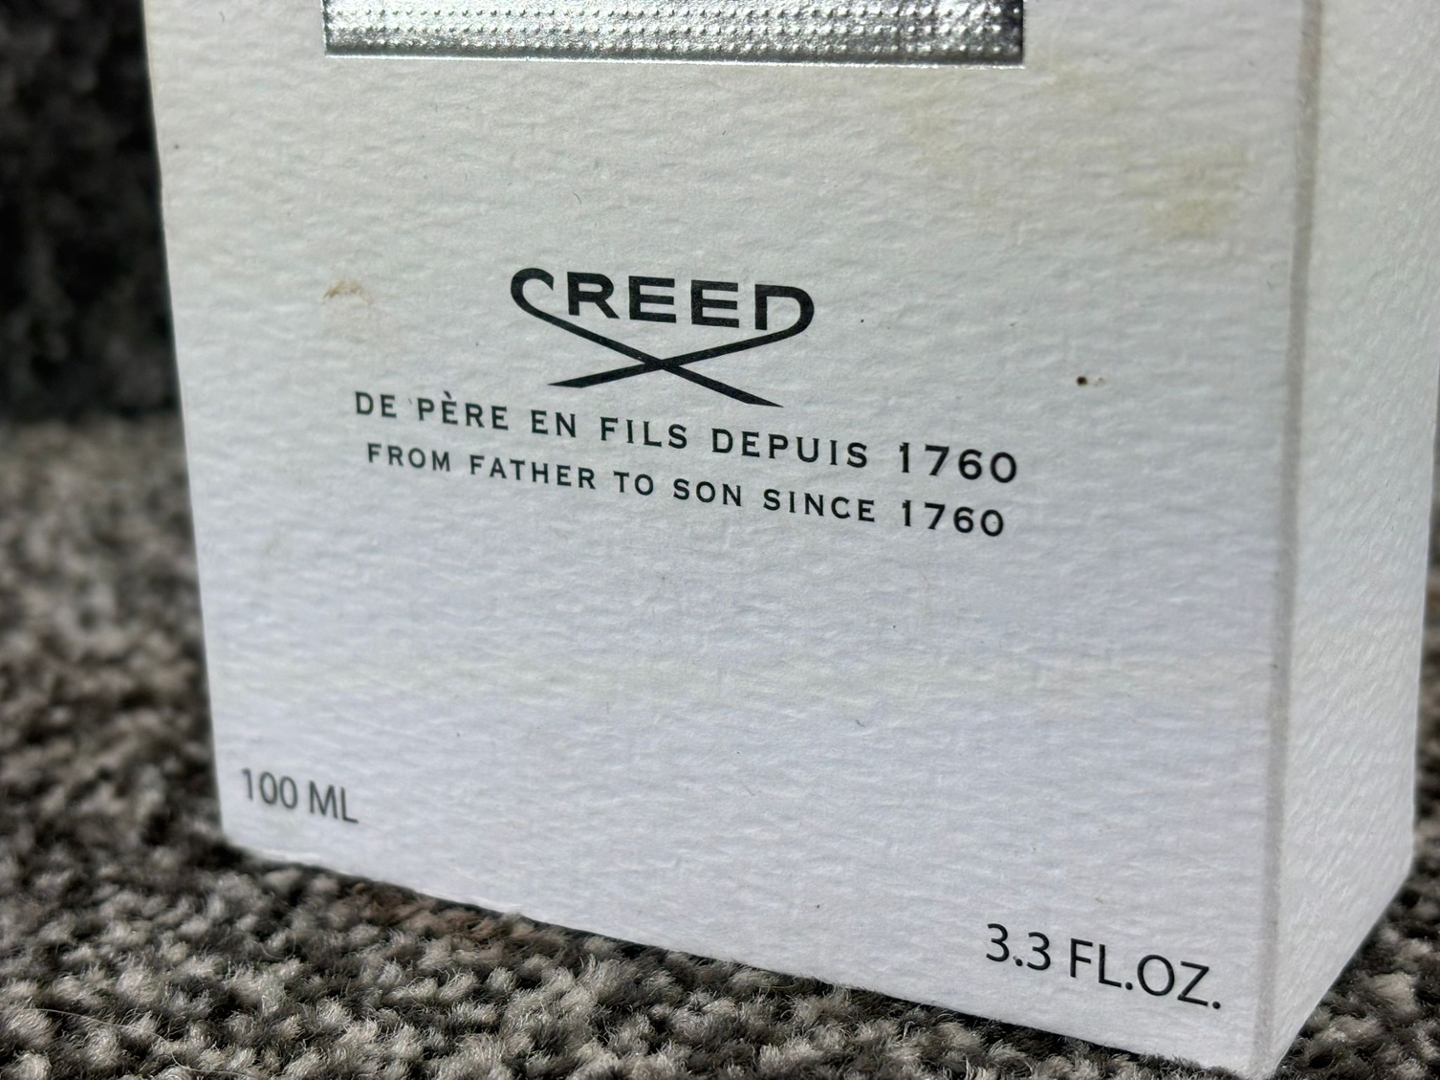 CREED
DE PÈRE EN FILS DEPUIS 1760
FROM FATHER TO SON SINCE 1760
100 ML
3.3 FL.OZ.